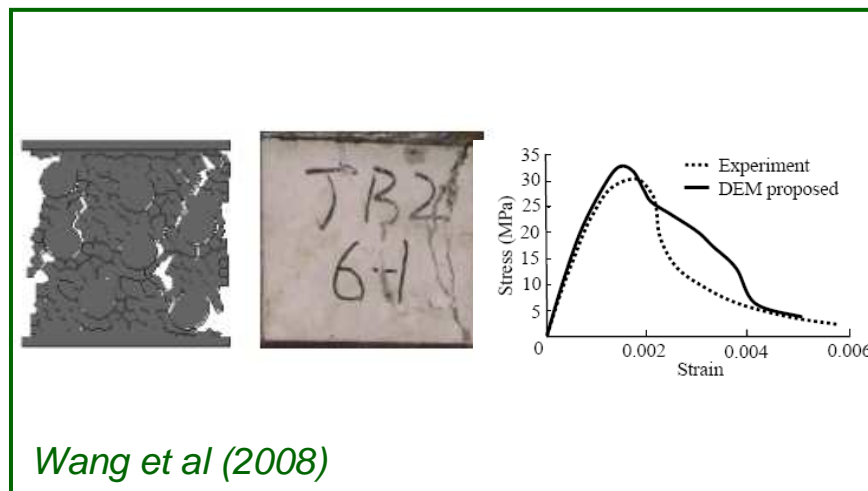 JB2
6-1
35
30
25
20
15
10
5
Stress (MPa)
Experiment
DEM proposed
0 0.002 0.004 0.006
Strain
Wang et al (2008)